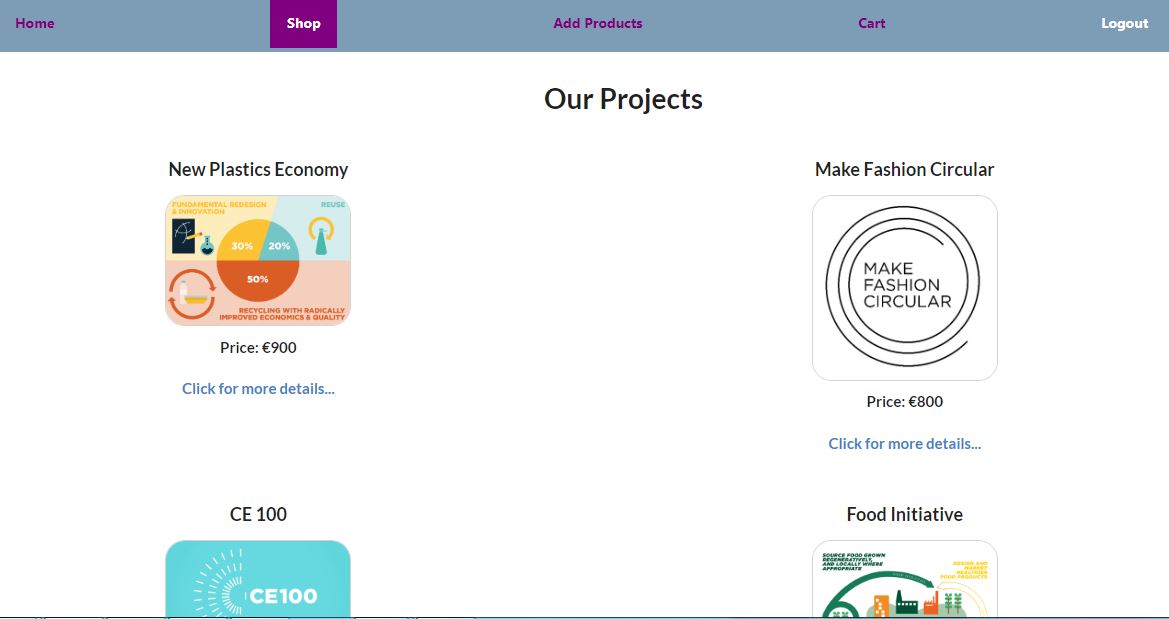 Home
Shop
Add Products
Cart
Logout
Our Projects
New Plastics Economy
FUNDAMENTAL REDESIGN
& INNOVATION
REUSE
30%
20%
50%
RECYCLING WITH RADICALLY
IMPROVED ECONOMICS & QUALITY
Price: €900
Click for more details...
Make Fashion Circular
MAKE
FASHION
CIRCULAR
Price: €800
Click for more details...
CE 100
CE100
Food Initiative
SOURCE FOOD GROWN
REGENERATIVELY,
AND LOCALLY WHERE
APPROPRIATE
DESIGN AND
MARKET
HEALTHIER
FOOD PRODUCTS